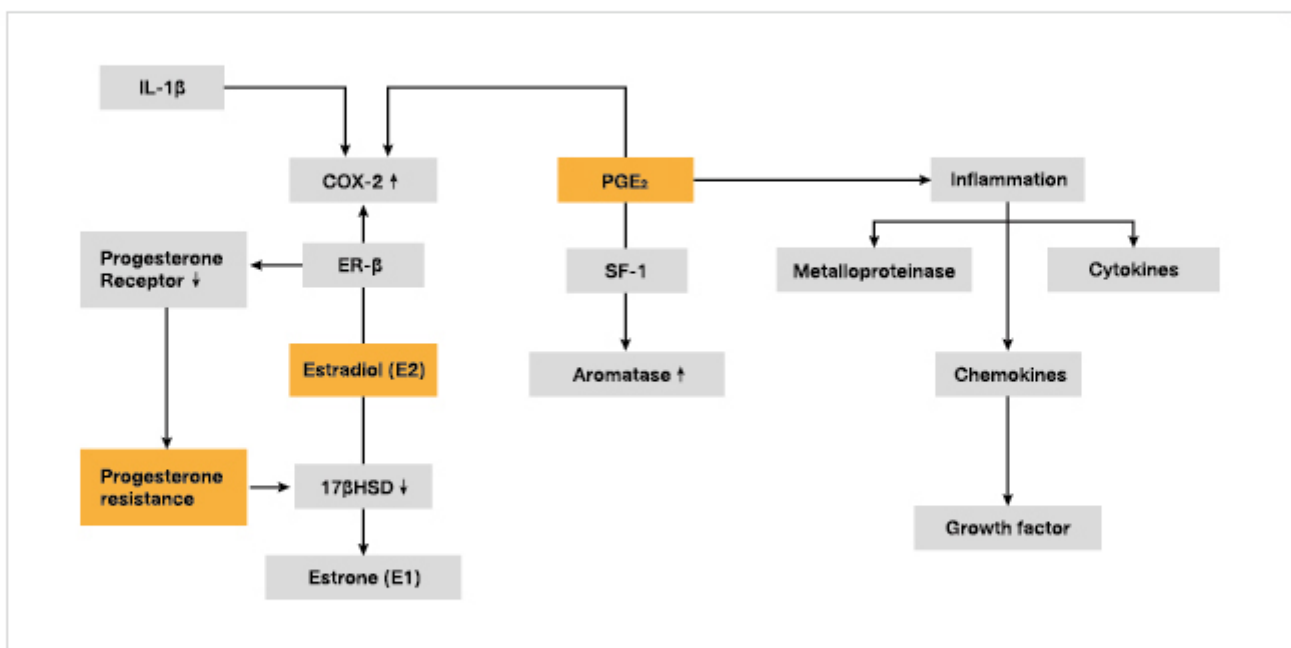 IL-1β
COX-2 ↑
PGE₂
Inflammation
Progesterone
Receptor ↓
ER-β
SF-1
Metalloproteinase
Cytokines
Estradiol (E2)
Aromatase ↑
Chemokines
Progesterone
resistance
17βHSD ↓
Growth factor
Estrone (E1)